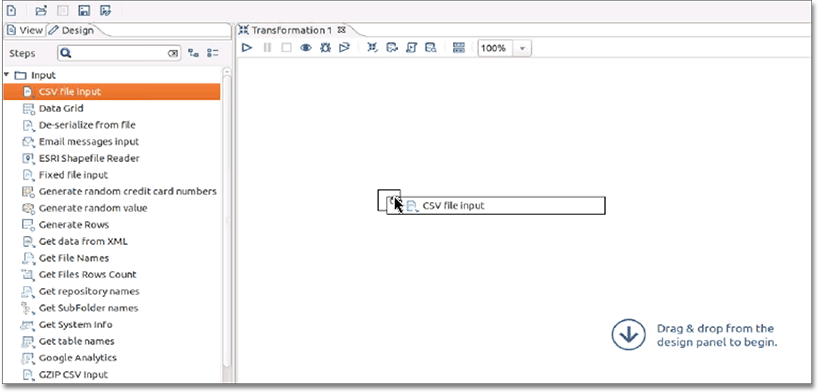 View
Design
Transformation 1
Steps
100%
Input
CSV file input
Data Grid
De-serialize from file
Email messages input
ESRI Shapefile Reader
Fixed file input
Generate random credit card numbers
Generate random value
Generate Rows
Get data from XML
Get File Names
Get Files Rows Count
Get repository names
Get SubFolder names
Get System Info
Get table names
Google Analytics
GZIP CSV Input
CSV file input
Drag & drop from the
design panel to begin.